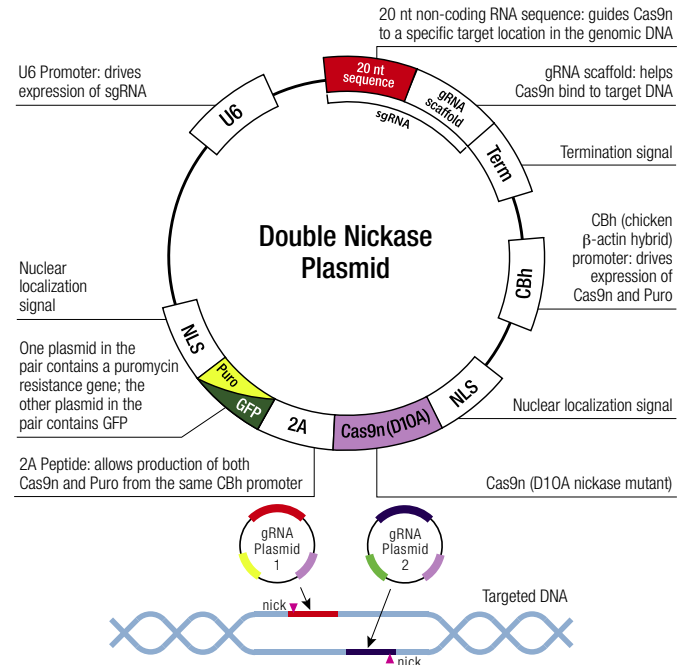 20 nt non-coding RNA sequence: guides Cas9n
to a specific target location in the genomic DNA
U6 Promoter: drives
expression of sgRNA
gRNA scaffold: helps
Cas9n bind to target DNA
20 nt
sequence
gRNA
scaffold
sgRNA
U6
Term
Termination signal
Double Nickase
Plasmid
CBh (chicken
β-actin hybrid)
promoter: drives
expression of
Cas9n and Puro
CBh
Nuclear
localization
signal
NLS
One plasmid in the
pair contains a puromycin
resistance gene; the
other plasmid in the
pair contains GFP
Puro
GFP
2A
Cas9n (D10A)
NLS
Nuclear localization signal
2A Peptide: allows production of both
Cas9n and Puro from the same CBh promoter
Cas9n (D10A nickase mutant)
gRNA
Plasmid
1
gRNA
Plasmid
2
nick
Targeted DNA
nick